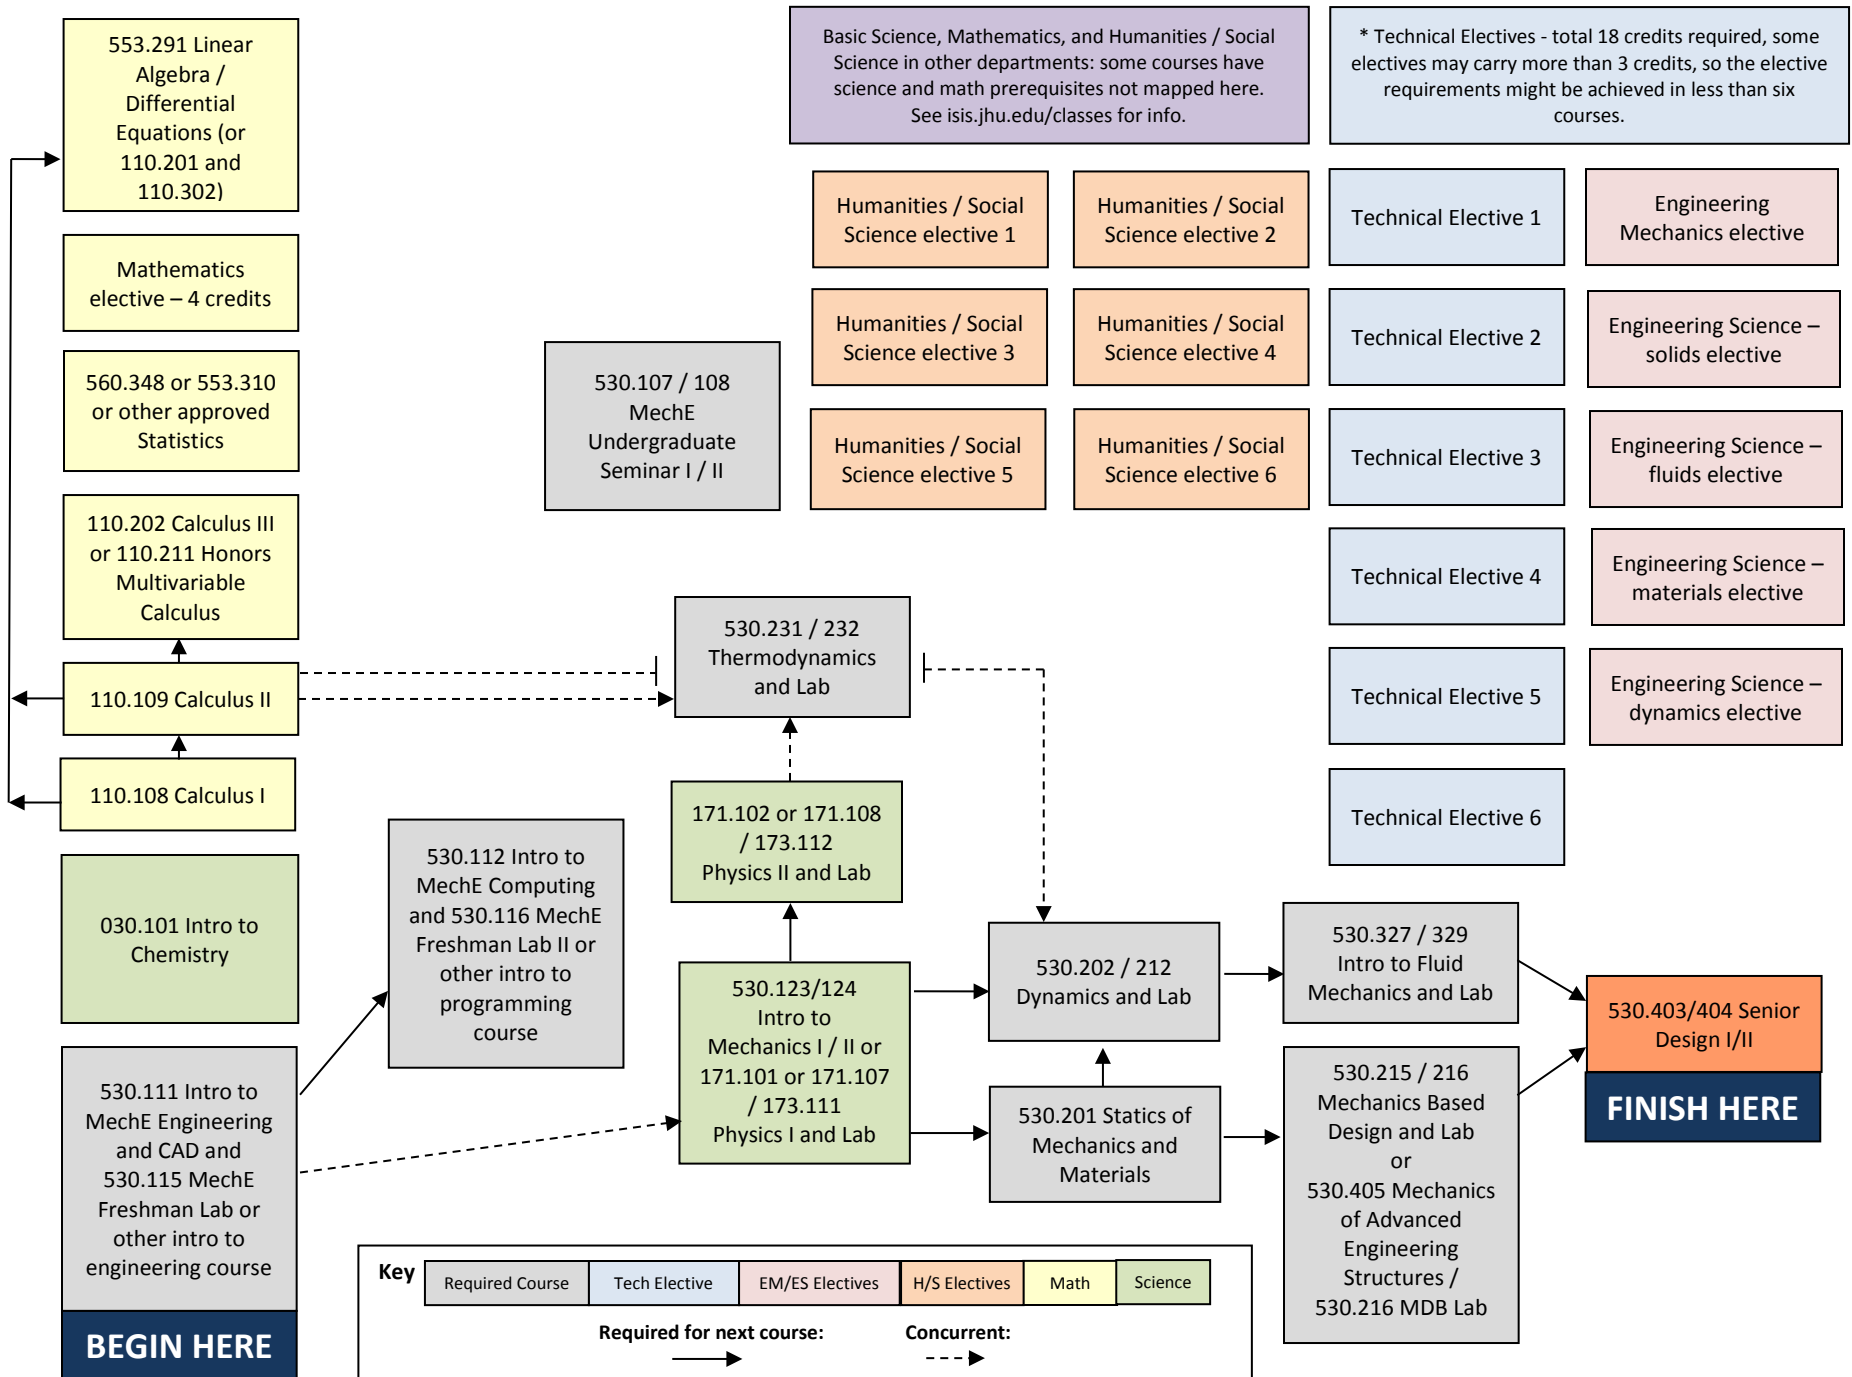 553.291 Linear
Algebra /
Differential
Equations (or
110.201 and
110.302)
Mathematics
elective – 4 credits
560.348 or 553.310
or other approved
Statistics
110.202 Calculus III
or 110.211 Honors
Multivariable
Calculus
110.109 Calculus II
110.108 Calculus I
030.101 Intro to
Chemistry
530.111 Intro to
MechE Engineering
and CAD and
530.115 MechE
Freshman Lab or
other intro to
engineering course
BEGIN HERE
530.112 Intro to
MechE Computing
and 530.116 MechE
Freshman Lab II or
other intro to
programming
course
530.107 / 108
MechE
Undergraduate
Seminar I / II
530.231 / 232
Thermodynamics
and Lab
171.102 or 171.108
/ 173.112
Physics II and Lab
530.123/124
Intro to
Mechanics I / II or
171.101 or 171.107
/ 173.111
Physics I and Lab
Basic Science, Mathematics, and Humanities / Social
Science in other departments: some courses have
science and math prerequisites not mapped here.
See isis.jhu.edu/classes for info.
* Technical Electives - total 18 credits required, some
electives may carry more than 3 credits, so the elective
requirements might be achieved in less than six
courses.
Humanities / Social
Science elective 1
Humanities / Social
Science elective 2
Humanities / Social
Science elective 3
Humanities / Social
Science elective 4
Humanities / Social
Science elective 5
Humanities / Social
Science elective 6
Technical Elective 1
Technical Elective 2
Technical Elective 3
Technical Elective 4
Technical Elective 5
Technical Elective 6
Engineering
Mechanics elective
Engineering Science –
solids elective
Engineering Science –
fluids elective
Engineering Science –
materials elective
Engineering Science –
dynamics elective
530.202 / 212
Dynamics and Lab
530.201 Statics of
Mechanics and
Materials
530.327 / 329
Intro to Fluid
Mechanics and Lab
530.215 / 216
Mechanics Based
Design and Lab
or
530.405 Mechanics
of Advanced
Engineering
Structures /
530.216 MDB Lab
530.403/404 Senior
Design I/II
FINISH HERE
Key
Required Course
Tech Elective
EM/ES Electives
H/S Electives
Math
Science
Required for next course:
Concurrent: